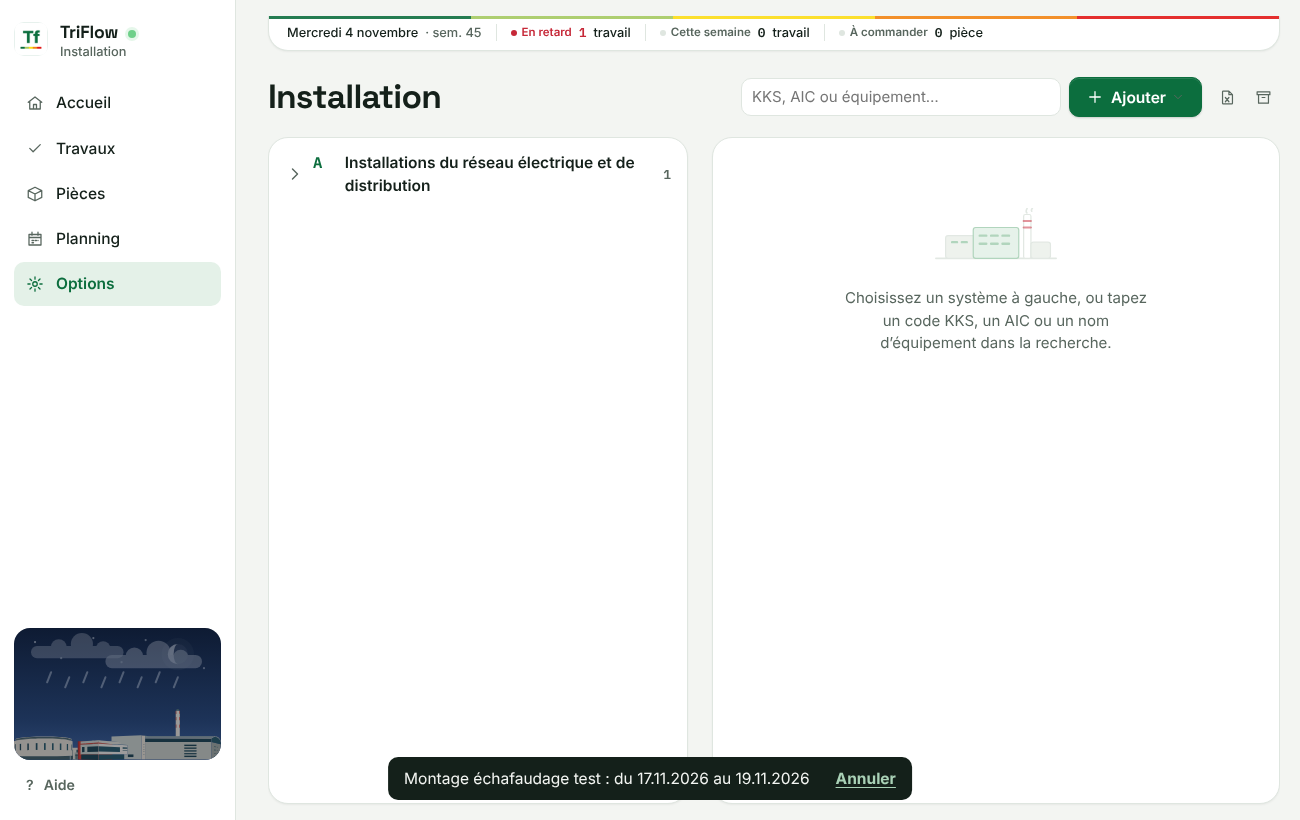 Tf TriFlow
Installation
Accueil
Travaux
Pièces
Planning
Options
? Aide
Mercredi 4 novembre · sem. 45 En retard 1 travail Cette semaine 0 travail À commander 0 pièce
Installation
KKS, AIC ou équipement...
+ Ajouter
A Installations du réseau électrique et de
distribution
1
Choisissez un système à gauche, ou tapez
un code KKS, un AIC ou un nom
d’équipement dans la recherche.
Montage échafaudage test : du 17.11.2026 au 19.11.2026 Annuler